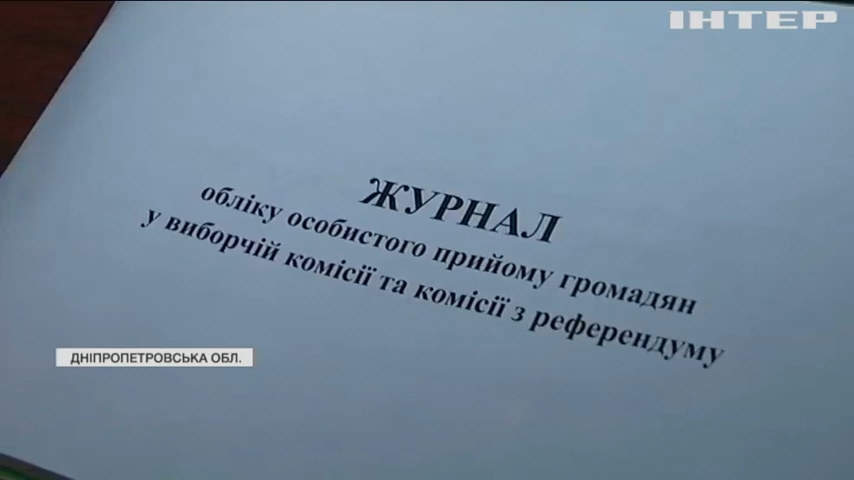 ІНТЕР
ЖУРНАЛ
обліку особистого прийому громадян
у виборчій комісії та комісії з референдуму
ДНІПРОПЕТРОВСЬКА ОБЛ.